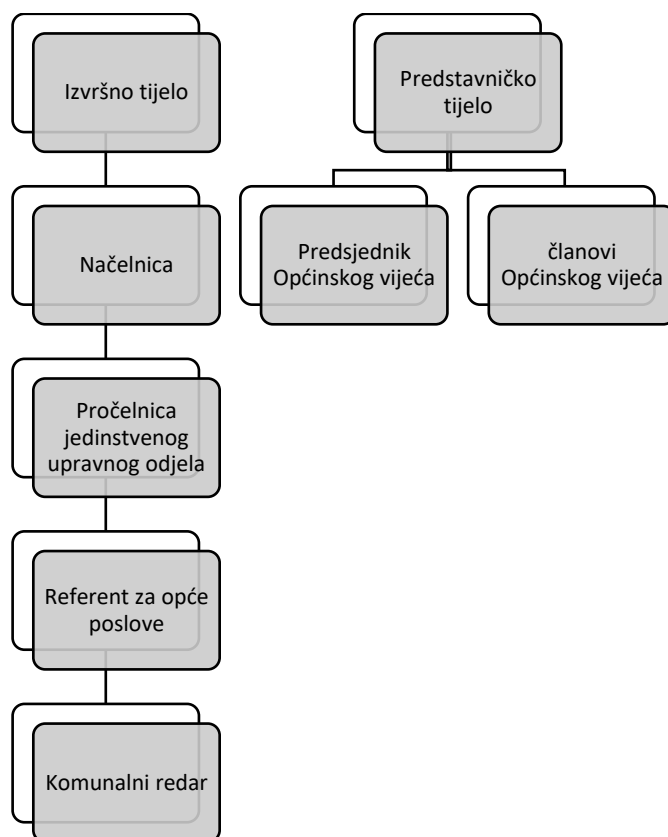 Izvršno tijelo
Predstavničko
tijelo
Načelnica
Predsjednik
Općinskog vijeća
članovi
Općinskog vijeća
Pročelnica
jedinstvenog
upravnog odjela
Referent za opće
poslove
Komunalni redar